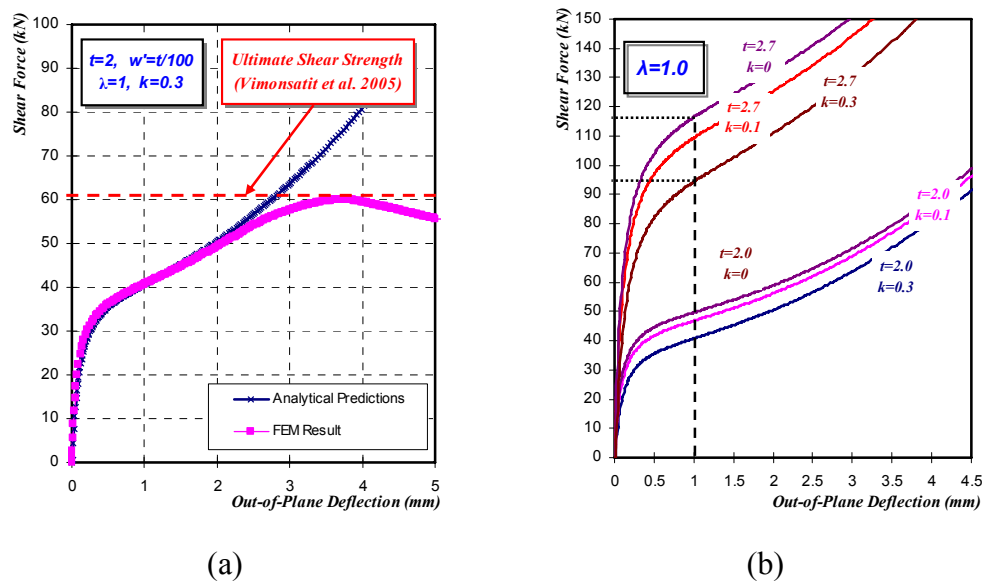 100
90
80
70
60
50
40
30
20
10
0
Shear Force (kN)
t=2, w'=t/100
λ=1, k=0.3
Ultimate Shear Strength
(Vimonsatit et al. 2005)
Analytical Predictions
FEM Result
0 1 2 3 4 5
Out-of-Plane Deflection (mm)
(a)
150
140
130
120
110
100
90
80
70
60
50
40
30
20
10
0
Shear Force (kN)
λ=1.0
t=2.7
k=0
t=2.7
k=0.1
t=2.7
k=0.3
t=2.0
k=0.1
t=2.0
k=0
t=2.0
k=0.3
0 0.5 1 1.5 2 2.5 3 3.5 4 4.5
Out-of-Plane Deflection (mm)
(b)